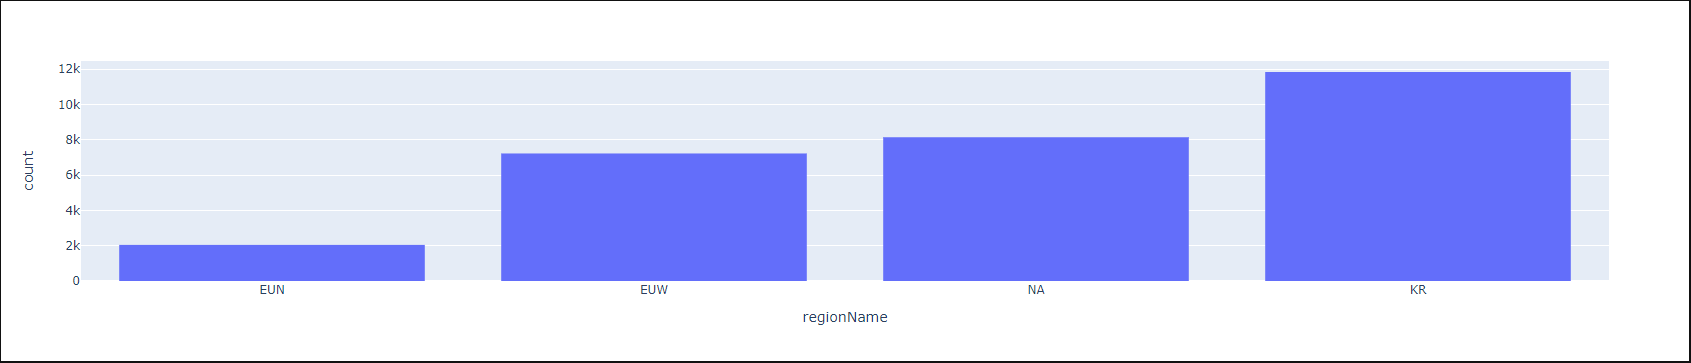 12k
10k
8k
6k
4k
2k
0
count
EUN EUW NA KR
regionName